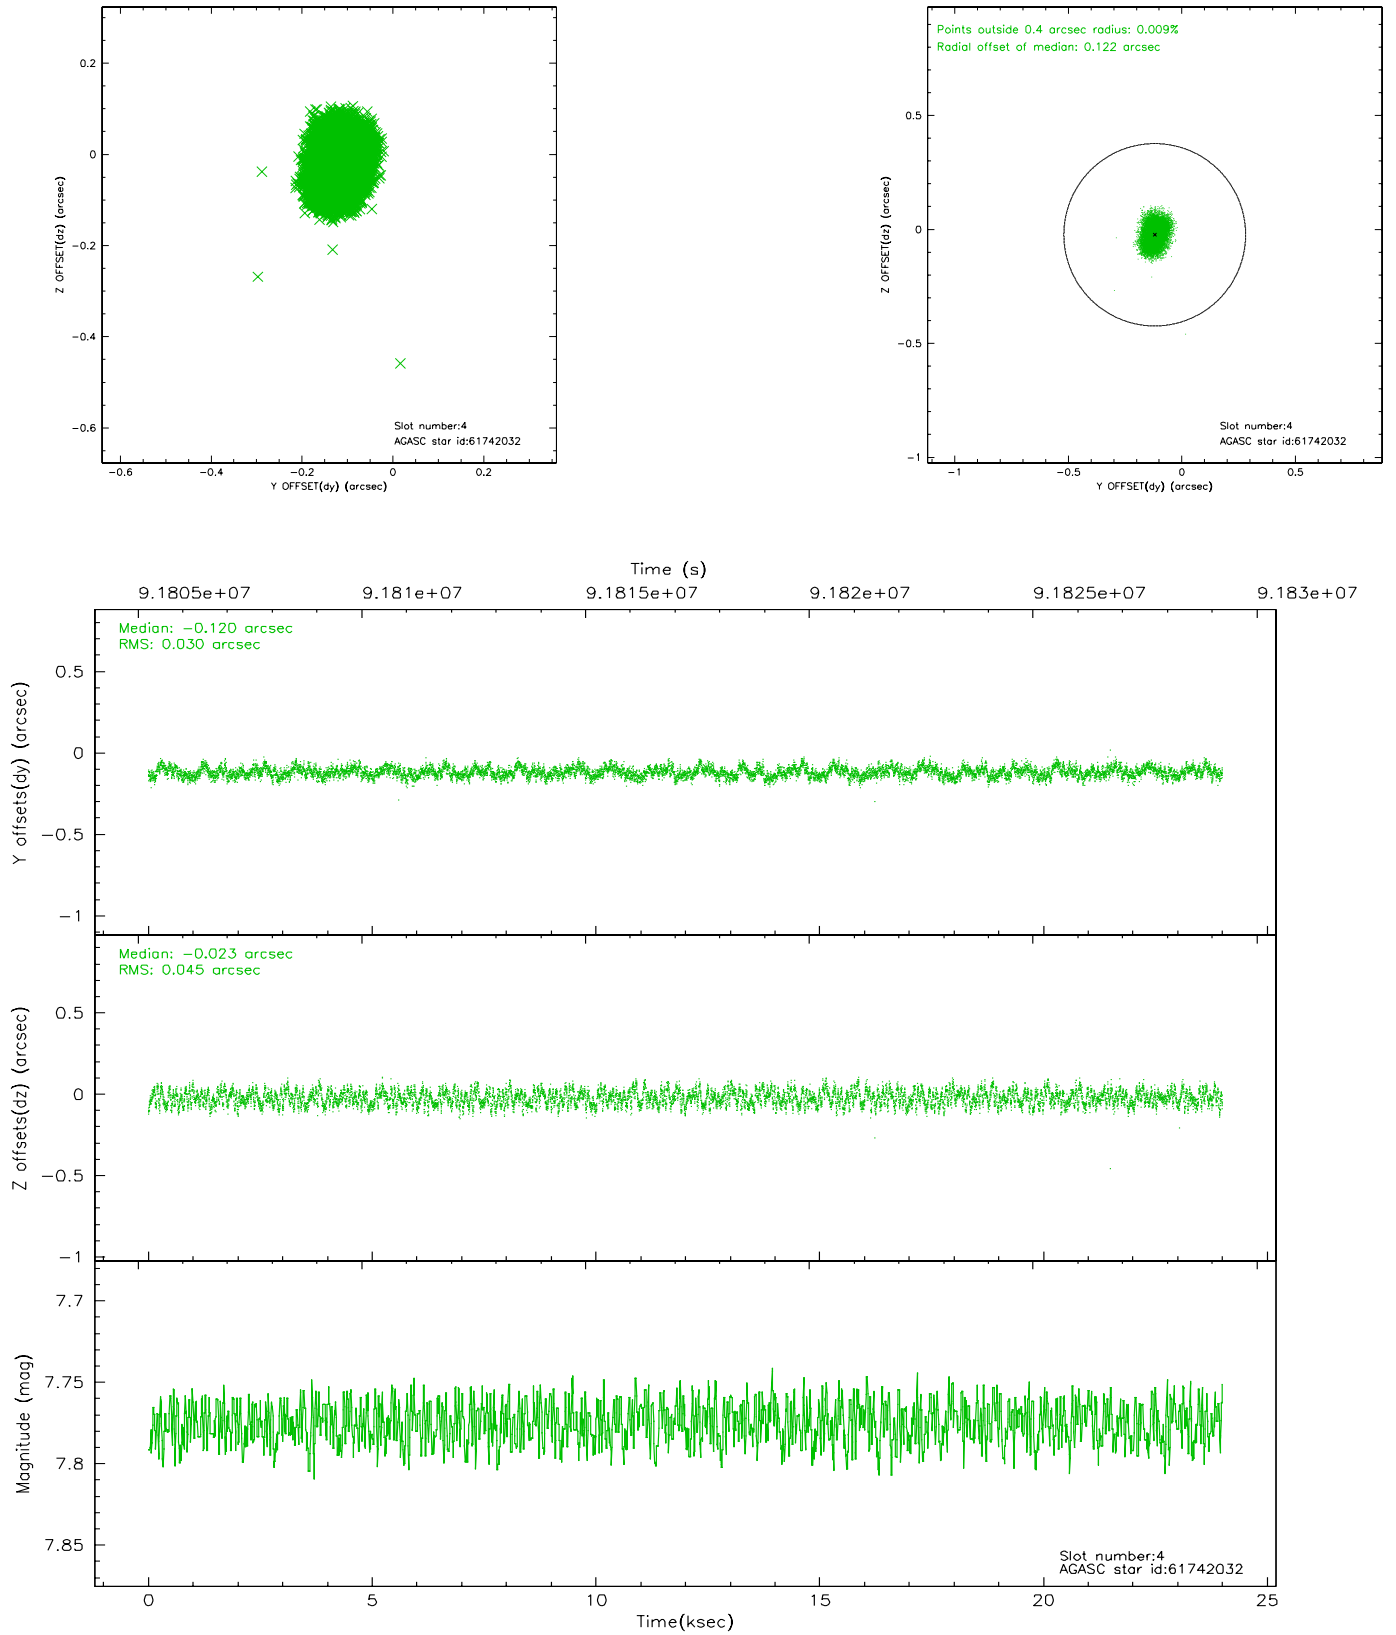 0.2
0
−0.2
−0.4
−0.6
Z OFFSET(dz) (arcsec)
Slot number:4
AGASC star id:61742032
−0.6
−0.4
−0.2
0
0.2
Y OFFSET(dy) (arcsec)
Points outside 0.4 arcsec radius: 0.009%
Radial offset of median: 0.122 arcsec
0.5
0
−0.5
−1
Z OFFSET(dz) (arcsec)
Slot number:4
AGASC star id:61742032
−1
−0.5
0
0.5
Y OFFSET(dy) (arcsec)
Time (s)
9.1805e+07
9.181e+07
9.1815e+07
9.182e+07
9.1825e+07
9.183e+07
Median: −0.120 arcsec
RMS: 0.030 arcsec
0.5
0
−0.5
−1
Y offsets(dy) (arcsec)
Median: −0.023 arcsec
RMS: 0.045 arcsec
0.5
0
−0.5
−1
Z offsets(dz) (arcsec)
7.7
7.75
7.8
7.85
Magnitude (mag)
Slot number:4
AGASC star id:61742032
0
5
10
15
20
25
Time(ksec)